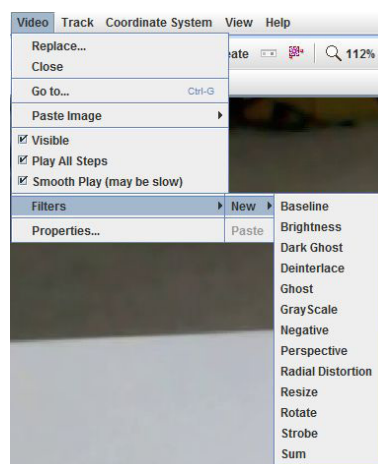 Video Track Coordinate System View Help
Replace...
Close
eate 112%
Go to... Ctrl-G
Paste Image
Visible
Play All Steps
Smooth Play (may be slow)
Filters New Baseline
Properties... Paste Brightness
Dark Ghost
Deinterlace
Ghost
GrayScale
Negative
Perspective
Radial Distortion
Resize
Rotate
Strobe
Sum